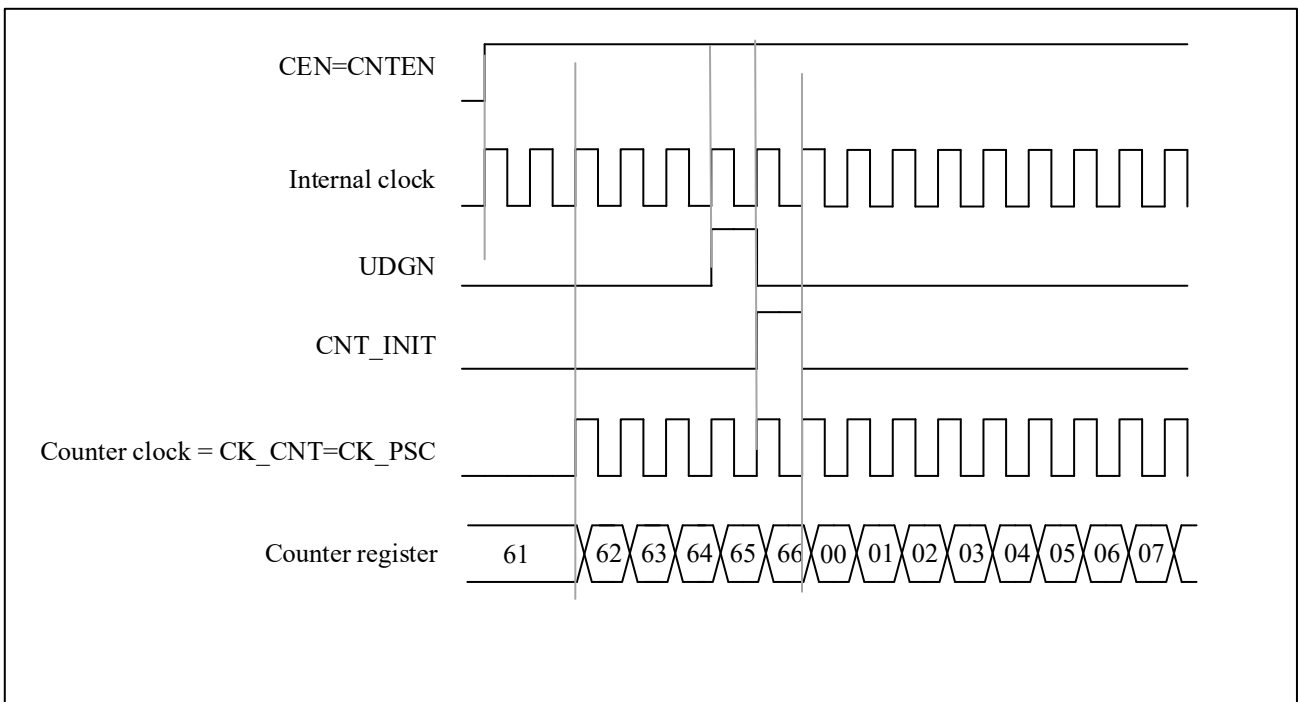 CEN=CNTEN
Internal clock
UDGN
CNT_INIT
Counter clock = CK_CNT=CK_PSC
Counter register 61 62 63 64 65 66 00 01 02 03 04 05 06 07